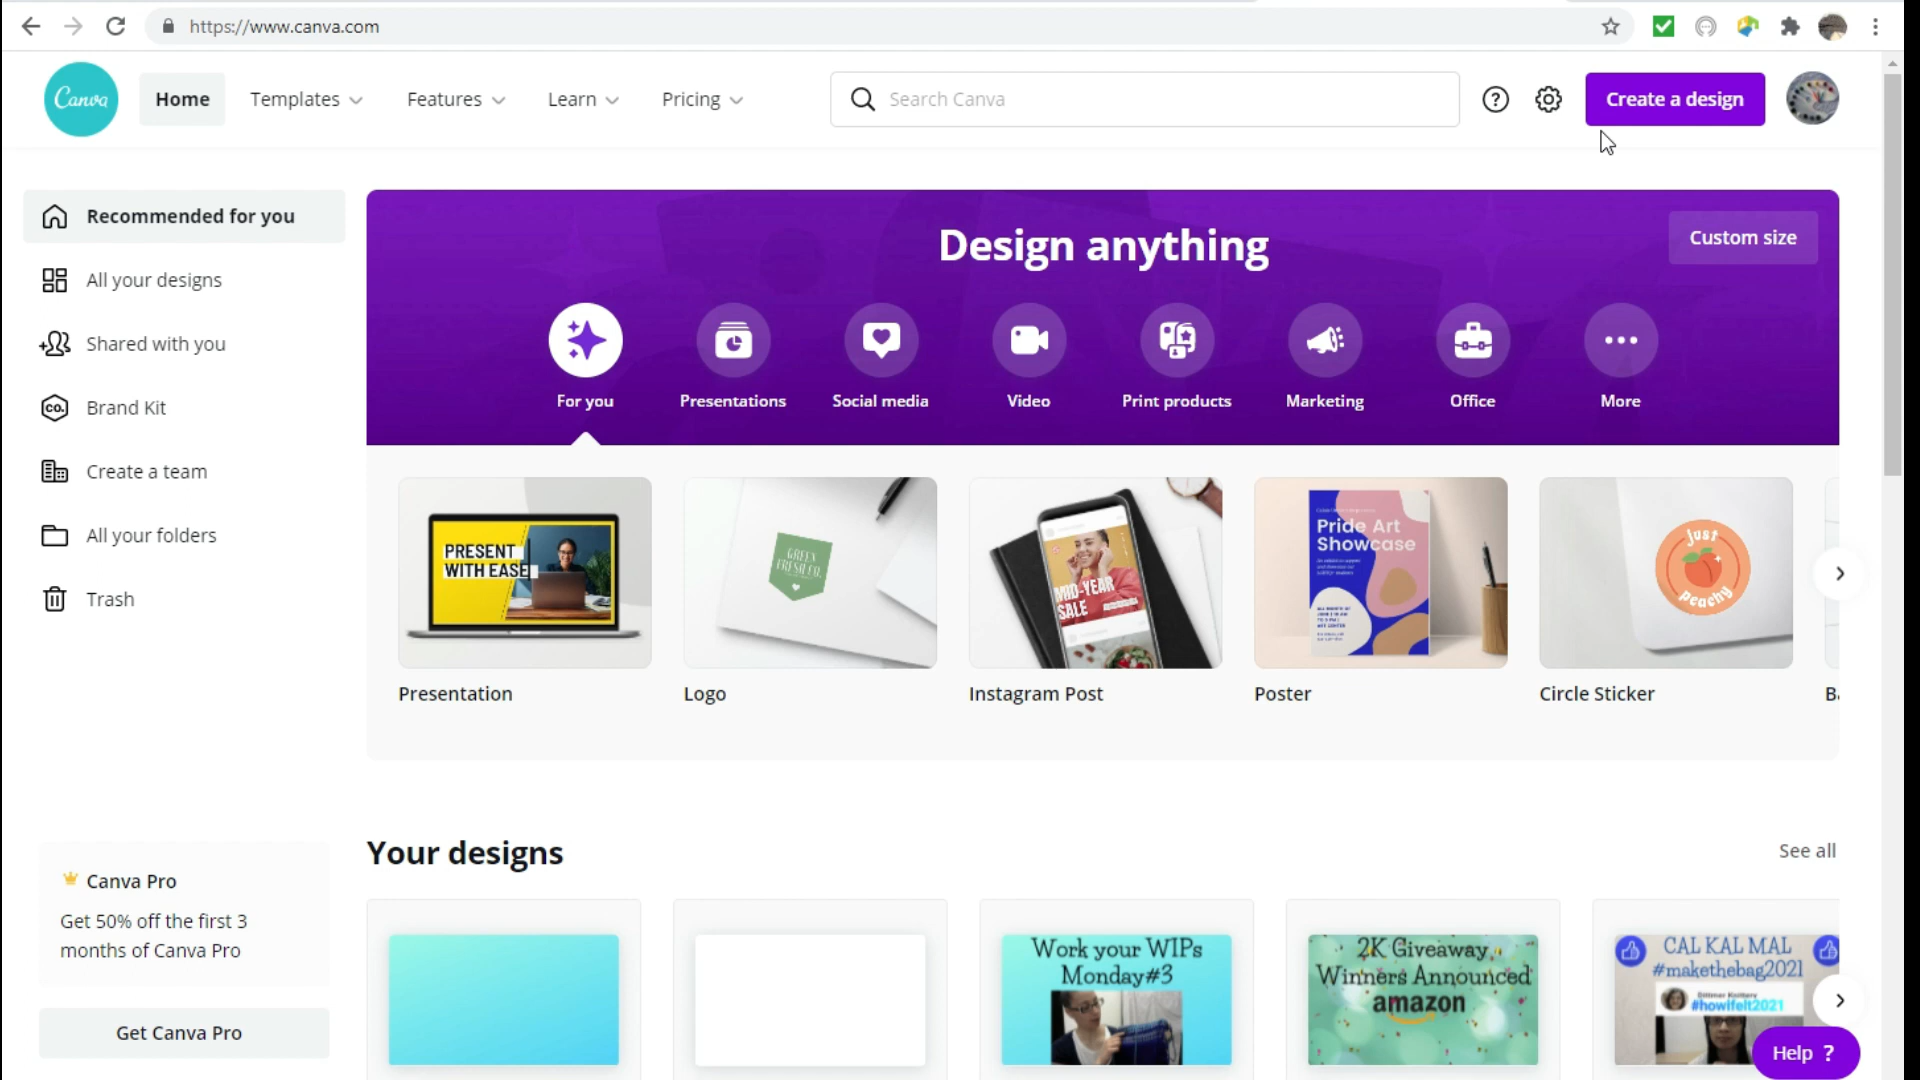 https://www.canva.com
Canva
Home
Templates
Features
Learn
Pricing
Search Canva
Create a design
Recommended for you
All your designs
Shared with you
CO.
Brand Kit
Create a team
All your folders
Trash
Design anything
Custom size
For you
Presentations
Social media
Video
Print products
Marketing
Office
More
PRESENT
WITH EASE
GREEN
FRESH CO.
MID-YEAR
SALE
Pride Art
Showcase
just
peachy
Presentation
Logo
Instagram Post
Poster
Circle Sticker
Canva Pro
Get 50% off the first 3
months of Canva Pro
Get Canva Pro
Your designs
See all
Work your WIPs
Monday#3
2K Giveaway
Winners Announced
amazon
CAL KAL MAL
#makethebag2021
#howifelt2021
Help ?